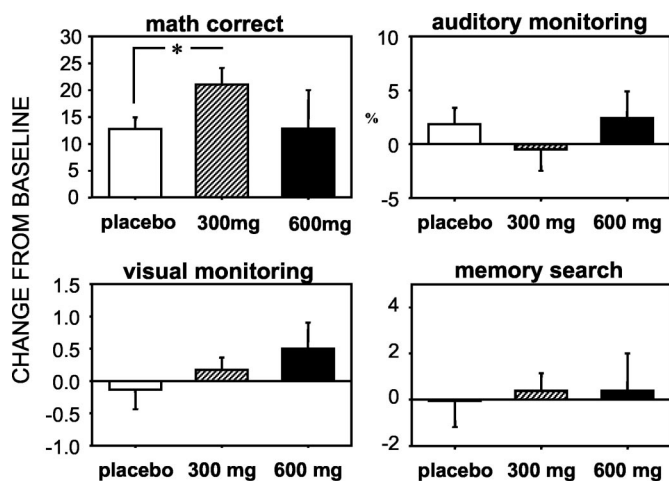 math correct
auditory monitoring
CHANGE FROM BASELINE
30
25
20
15
10
5
0
*
placebo 300mg 600mg
10
5
%
0
-5
placebo 300 mg 600 mg
visual monitoring
1.5
1.0
0.5
0.0
-0.5
-1.0
placebo 300 mg 600 mg
memory search
4
2
0
-2
placebo 300 mg 600 mg